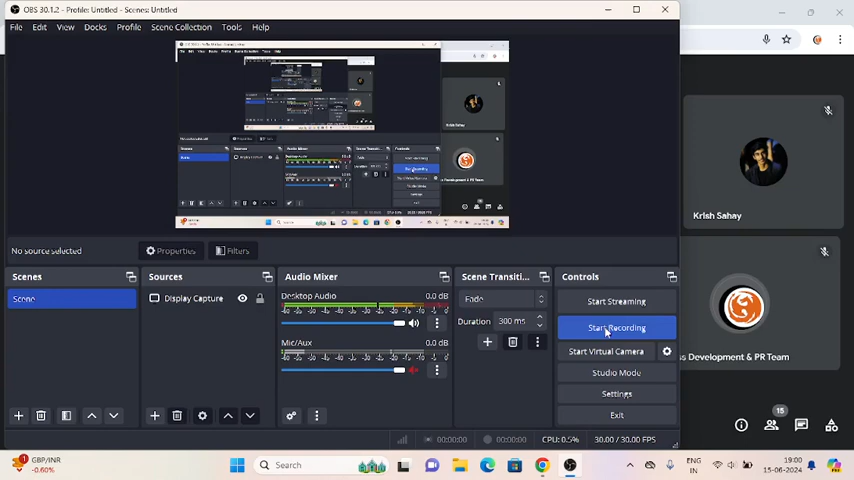 OBS 30.1.2 - Profile: Untitled - Scenes: Untitled
File Edit View Docks Profile Scene Collection Tools Help
Krish Sahay
No source selected Properties Filters
Scenes Sources Audio Mixer Scene Transiti... Controls
Scene
Display Capture
Desktop Audio 0.0 dB
Mic/Aux 0.0 dB
Fade
Duration 300 ms
Start Streaming
Start Recording
Start Virtual Camera
Studio Mode
Settings
Exit
Krish Sahay
s Development & PR Team
15
00:00:00 00:00:00 CPU: 0.5% 30.00 / 30.00 FPS
GBP/INR
-0.60%
Search
ENG
IN
19:00
15-06-2024